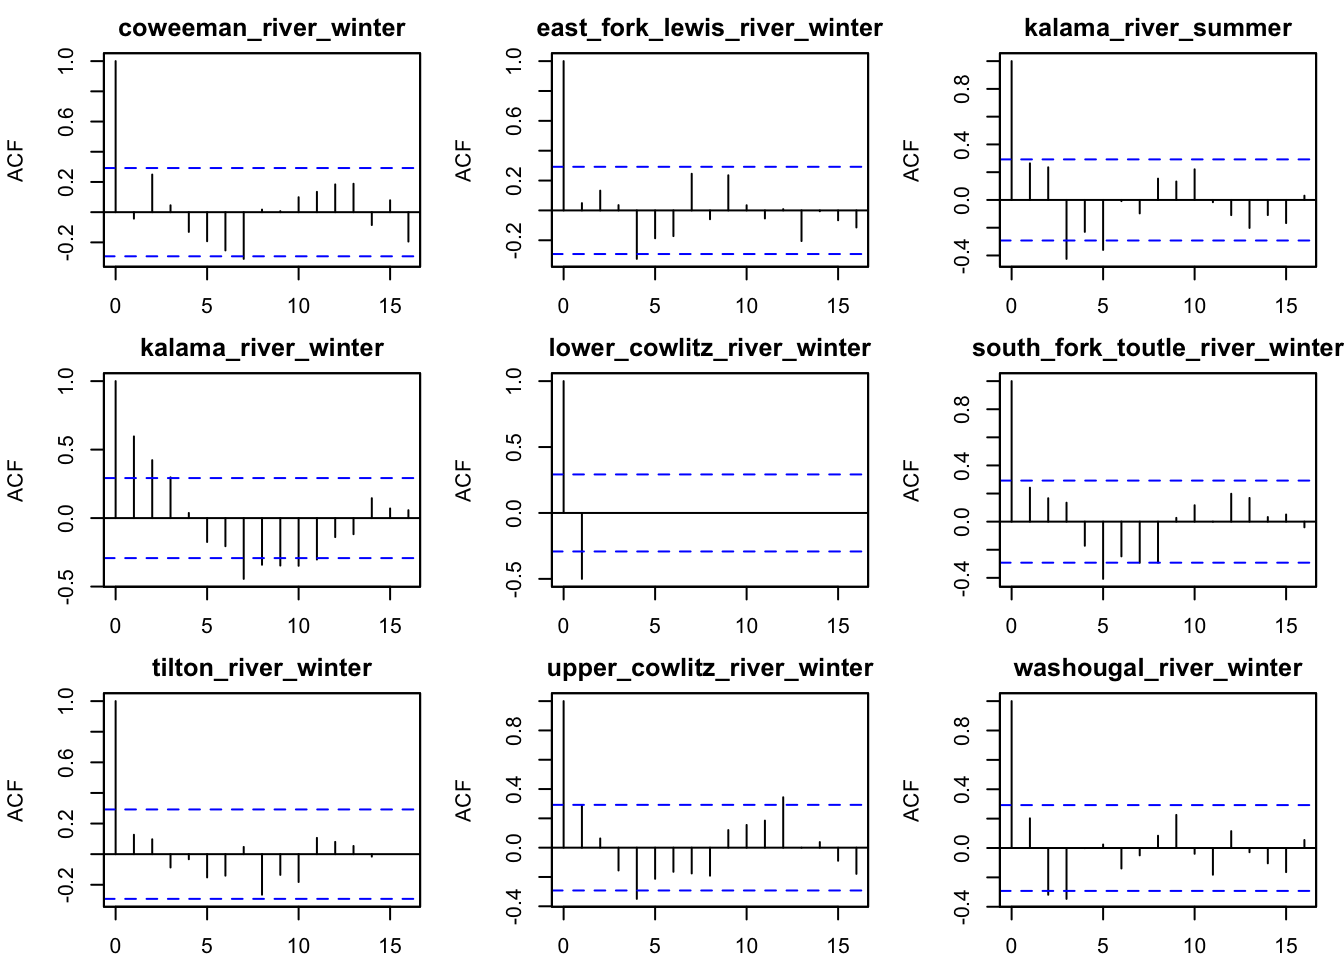 coweeman_river_winter
ACF
1.0
0.6
0.2
-0.2
0 5 10 15
east_fork_lewis_river_winter
ACF
1.0
0.6
0.2
-0.2
0 5 10 15
kalama_river_summer
ACF
0.8
0.4
0.0
-0.4
0 5 10 15
kalama_river_winter
ACF
1.0
0.5
0.0
-0.5
0 5 10 15
lower_cowlitz_river_winter
ACF
1.0
0.5
0.0
-0.5
0 5 10 15
south_fork_toutle_river_winter
ACF
0.8
0.4
0.0
-0.4
0 5 10 15
tilton_river_winter
ACF
1.0
0.6
0.2
-0.2
0 5 10 15
upper_cowlitz_river_winter
ACF
0.8
0.4
0.0
-0.4
0 5 10 15
washougal_river_winter
ACF
0.8
0.4
0.0
-0.4
0 5 10 15